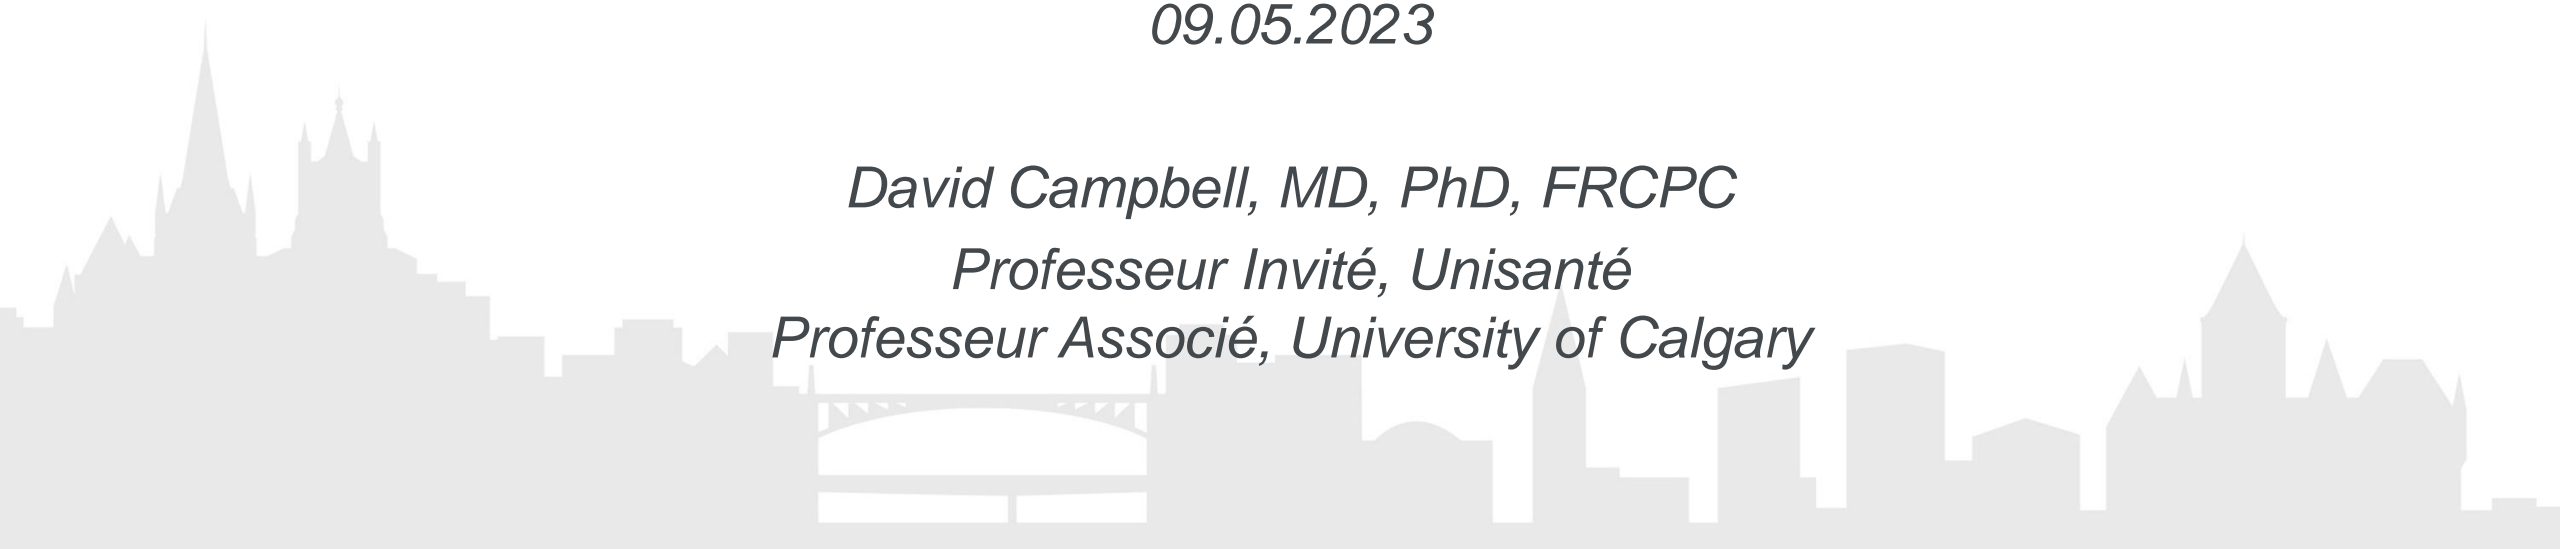 09.05.2023
David Campbell, MD, PhD, FRCPC
Professeur Invité, Unisanté
Professeur Associé, University of Calgary